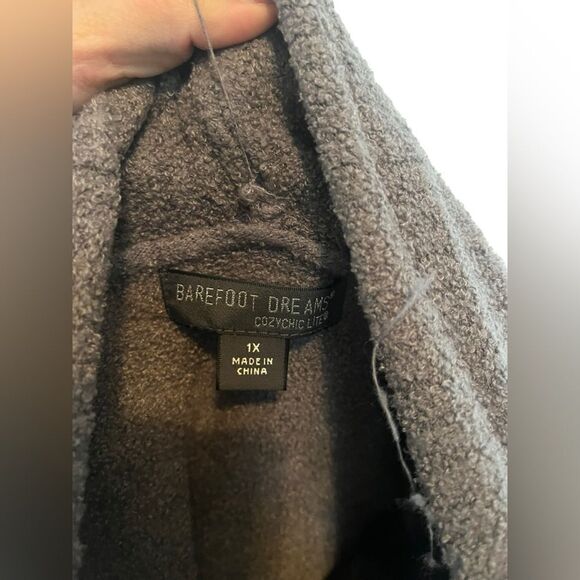 BAREFOOT DREAMS®
COZYCHIC LITE®
1X
MADE IN
CHINA